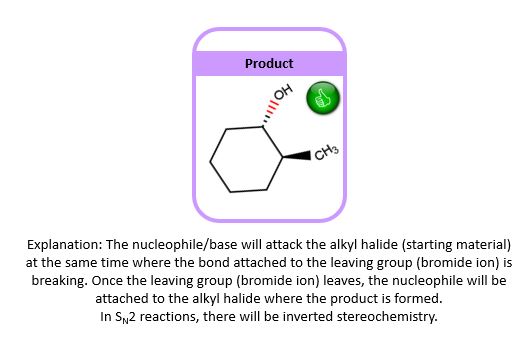 Product
OH
CH3
Explanation: The nucleophile/base will attack the alkyl halide (starting material)
at the same time where the bond attached to the leaving group (bromide ion) is
breaking. Once the leaving group (bromide ion) leaves, the nucleophile will be
attached to the alkyl halide where the product is formed.
In SN2 reactions, there will be inverted stereochemistry.